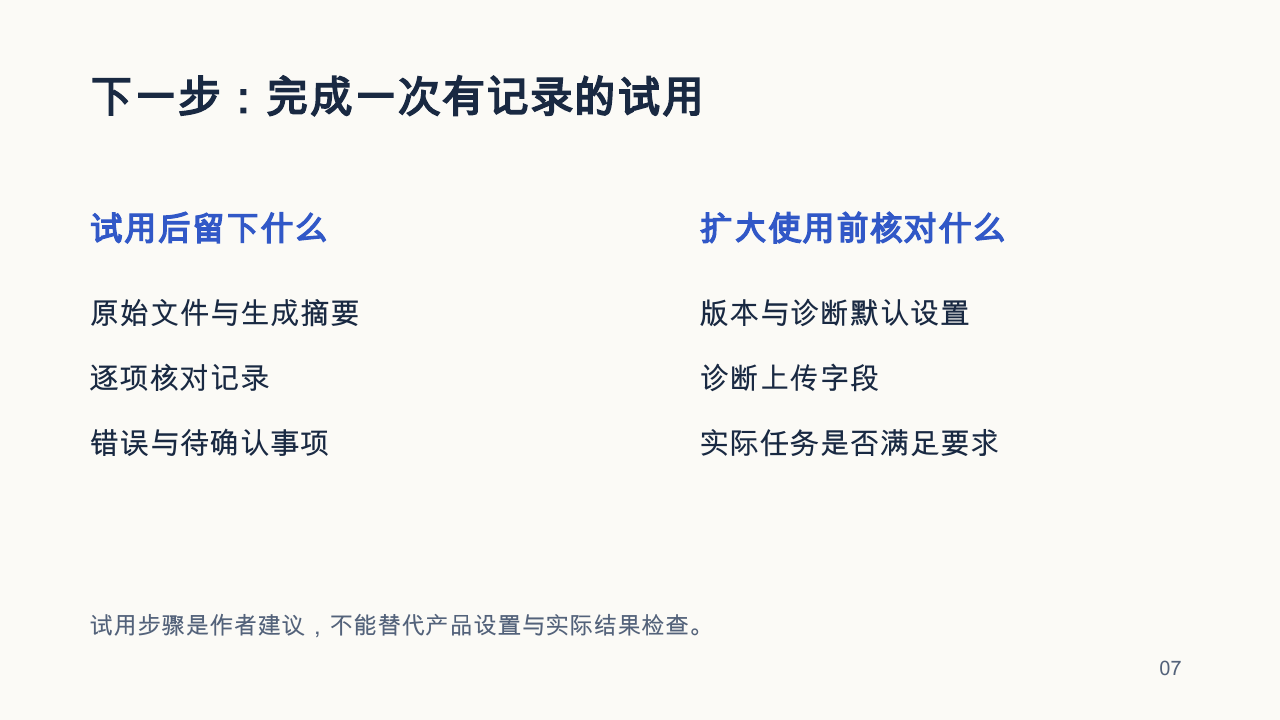 下一步：完成一次有记录的试用
试用后留下什么
原始文件与生成摘要
逐项核对记录
错误与待确认事项
扩大使用前核对什么
版本与诊断默认设置
诊断上传字段
实际任务是否满足要求
试用步骤是作者建议，不能替代产品设置与实际结果检查。
07